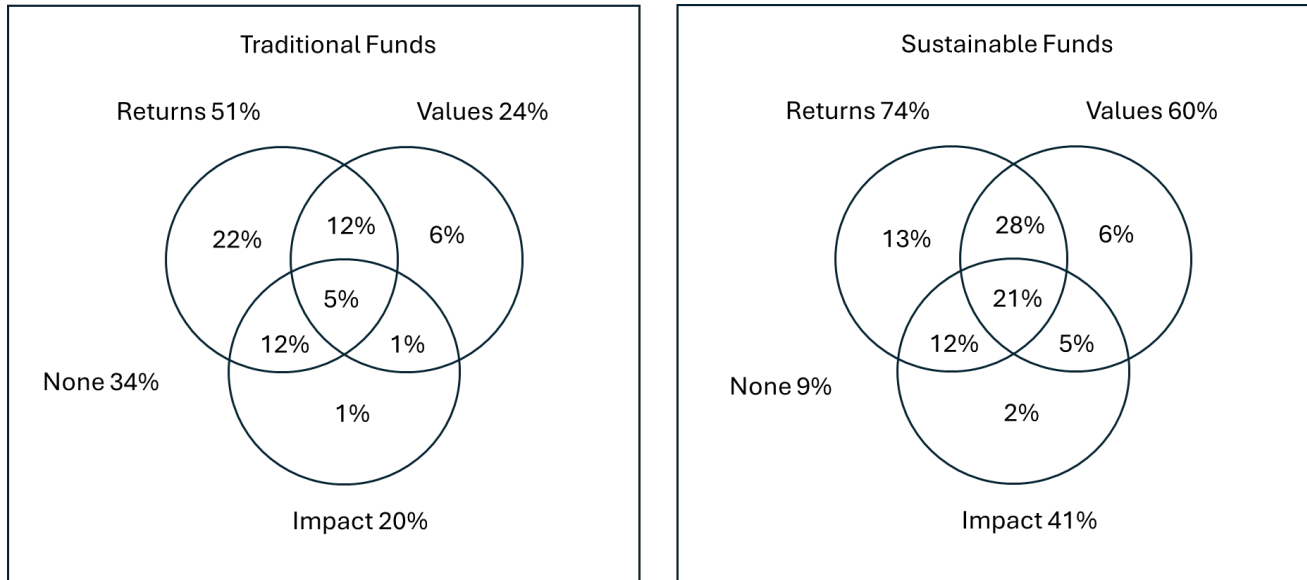 Traditional Funds
Returns 51%
Values 24%
12%
22%
6%
5%
12%
1%
None 34%
1%
Impact 20%
Sustainable Funds
Returns 74%
Values 60%
28%
13%
6%
21%
12%
5%
None 9%
2%
Impact 41%